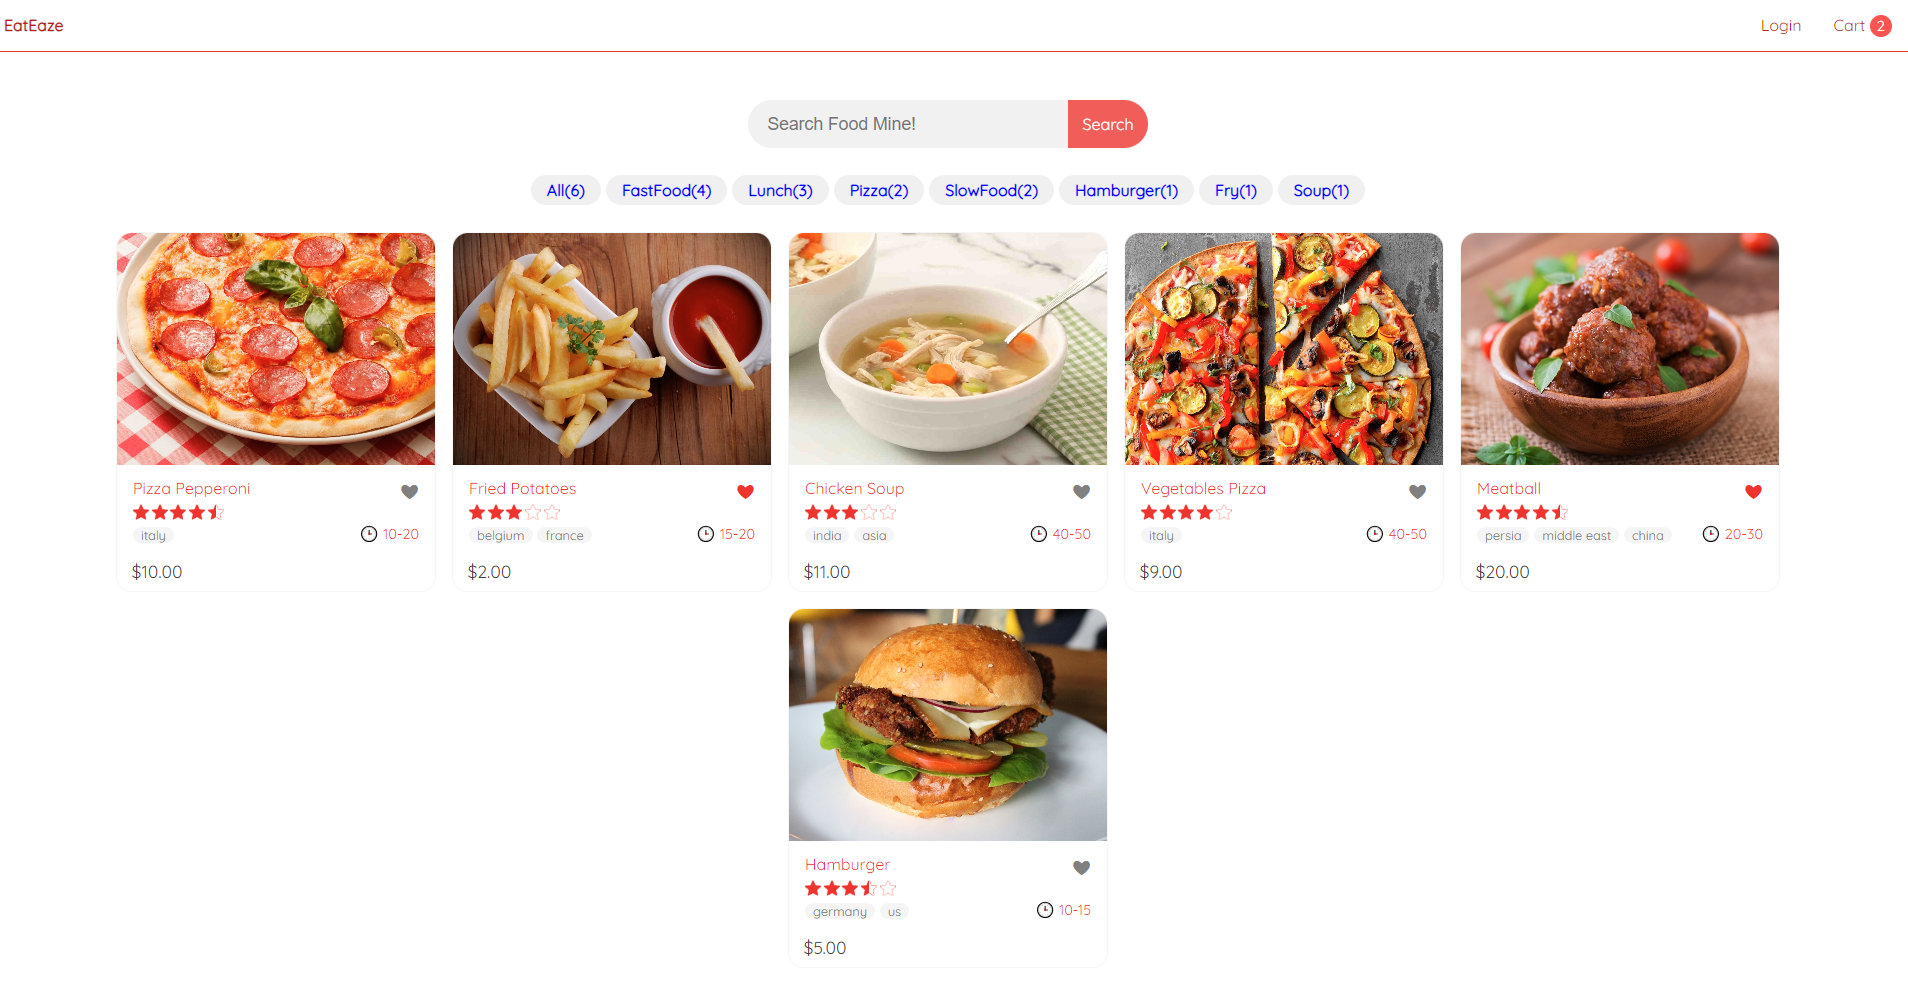 EatEaze Login Cart 2
Search Food Mine! Search
All(6) FastFood(4) Lunch(3) Pizza(2) SlowFood(2) Hamburger(1) Fry(1) Soup(1)
Pizza Pepperoni
italy 10-20
$10.00
Fried Potatoes
belgium france 15-20
$2.00
Chicken Soup
india asia 40-50
$11.00
Vegetables Pizza
italy 40-50
$9.00
Meatball
persia middle east china 20-30
$20.00
Hamburger
germany us 10-15
$5.00